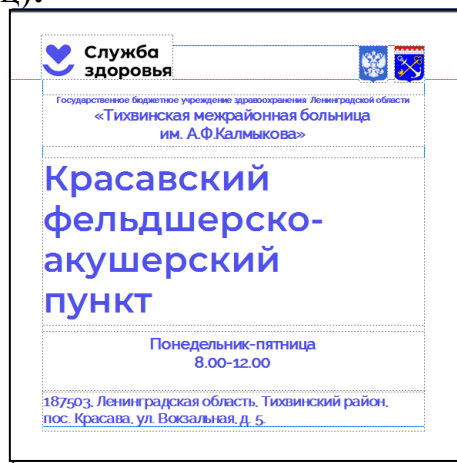 ц).
Служба
здоровья
Государственное бюджетное учреждение здравоохранения Ленинградской области
«Тихвинская межрайонная больница
им. А.Ф.Калмыкова»
Красавский
фельдшерско-
акушерский
пункт
Понедельник-пятница
8.00-12.00
187503, Ленинградская область, Тихвинский район,
пос. Красава, ул. Вокзальная, д. 5.